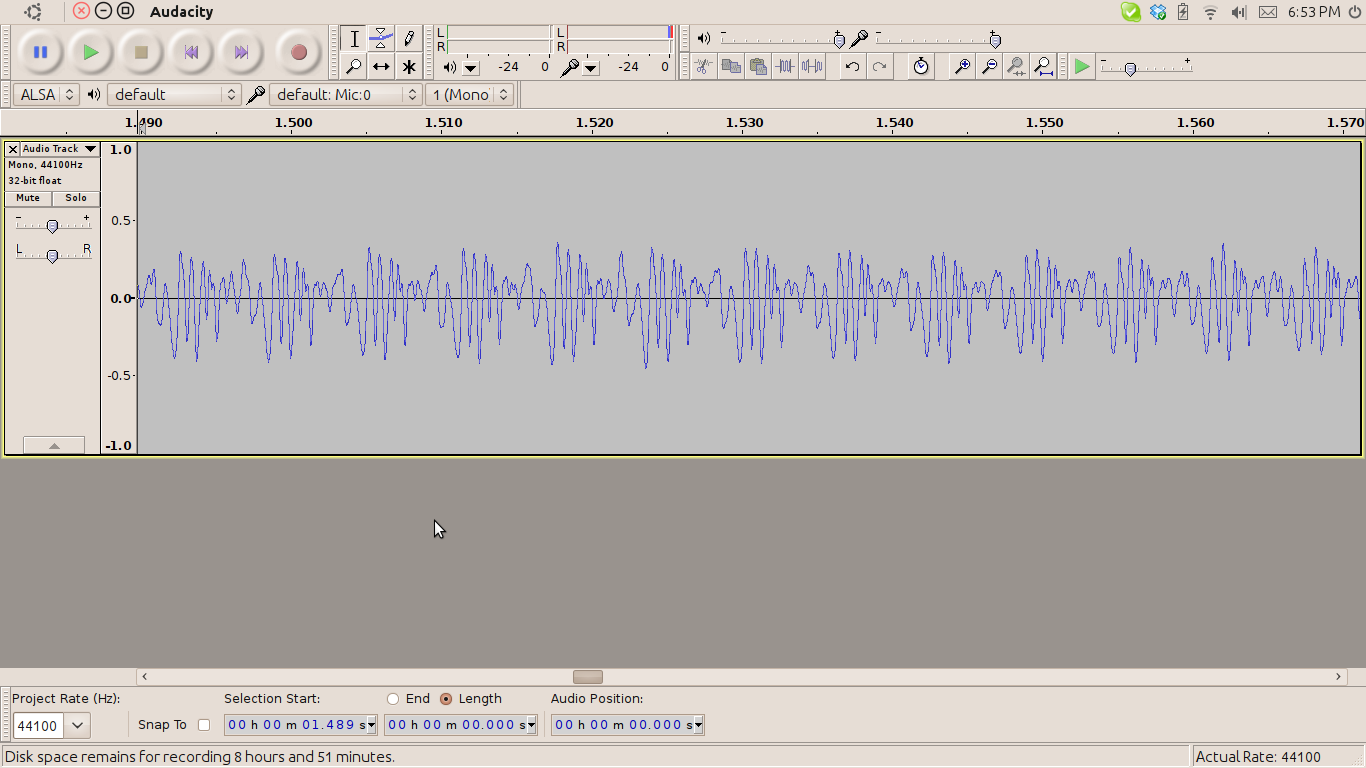 Audacity
6:53 PM
L
R
L
R
-24 0
-24 0
ALSA
default
default: Mic:0
1 (Mono
1.490 1.500 1.510 1.520 1.530 1.540 1.550 1.560 1.570
X Audio Track
Mono, 44100Hz
32-bit float
Mute Solo
- +
L R
1.0
0.5
0.0
-0.5
-1.0
Project Rate (Hz):
44100
Snap To
Selection Start:
00 h 00 m 01.489 s
End
Length
00 h 00 m 00.000 s
Audio Position:
00 h 00 m 00.000 s
Disk space remains for recording 8 hours and 51 minutes.
Actual Rate: 44100